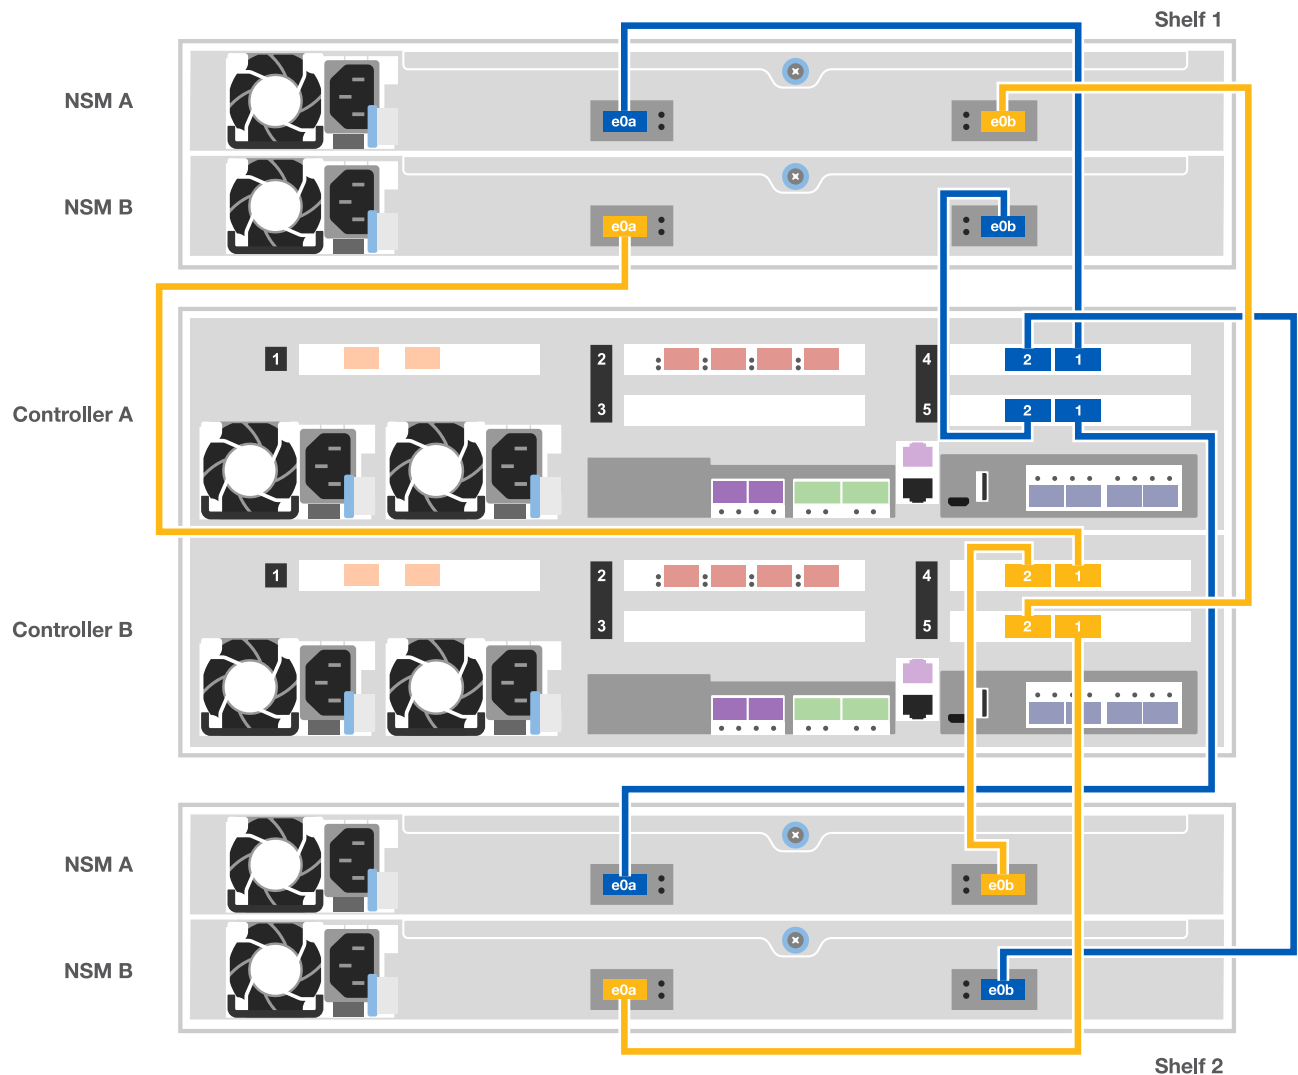 Shelf 1
NSM A
e0a
e0b
NSM B
e0a
e0b
1
2
4
2
1
3
5
2
1
Controller A
1
2
4
2
1
3
5
2
1
Controller B
NSM A
e0a
e0b
NSM B
e0a
e0b
Shelf 2